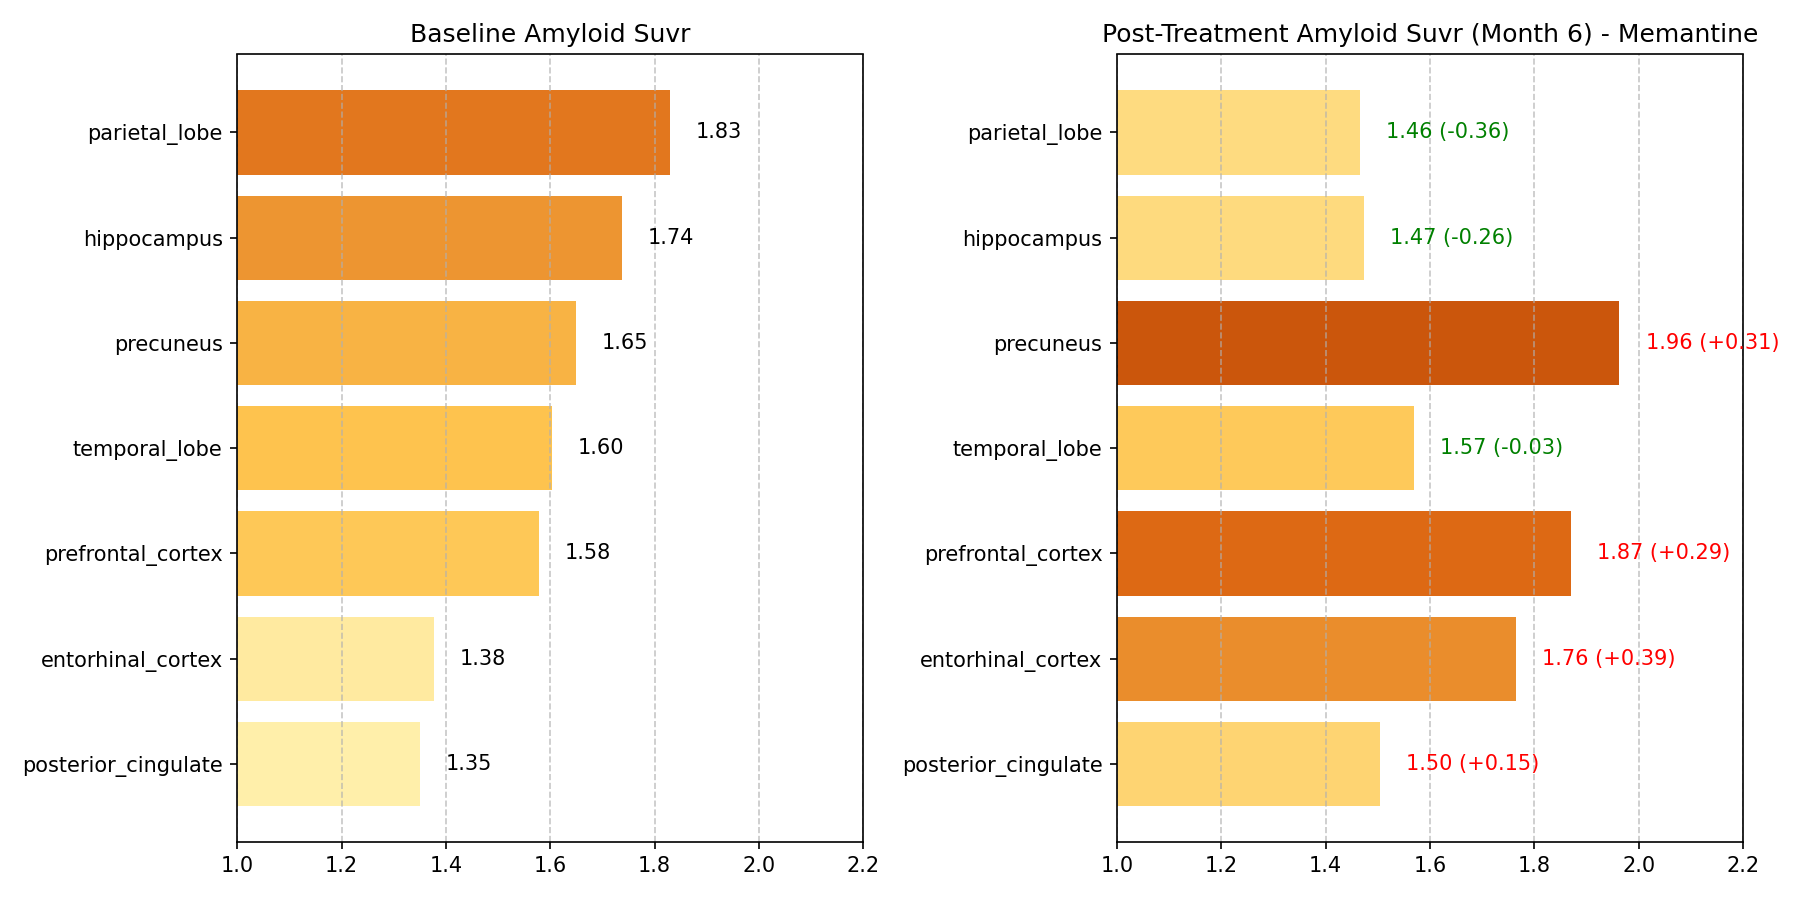 Baseline Amyloid Suvr
parietal_lobe
1.83
hippocampus
1.74
precuneus
1.65
temporal_lobe
1.60
prefrontal_cortex
1.58
entorhinal_cortex
1.38
posterior_cingulate
1.35
1.0 1.2 1.4 1.6 1.8 2.0 2.2
Post-Treatment Amyloid Suvr (Month 6) - Memantine
parietal_lobe
1.46 (-0.36)
hippocampus
1.47 (-0.26)
precuneus
1.96 (+0.31)
temporal_lobe
1.57 (-0.03)
prefrontal_cortex
1.87 (+0.29)
entorhinal_cortex
1.76 (+0.39)
posterior_cingulate
1.50 (+0.15)
1.0 1.2 1.4 1.6 1.8 2.0 2.2